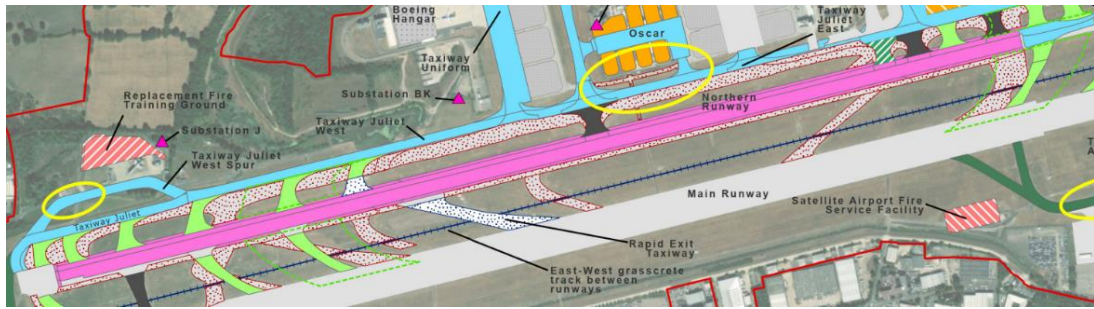 Boeing
Hangar
Oscar
Taxiway
Juliet
East
Taxiway
Uniform
Replacement Fire
Training Ground
Substation BK
Northern
Runway
Substation J
Taxiway Juliet
West
Taxiway Juliet
West Spur
Main Runway
Taxiway Juliet
Satellite Airport Fire
Service Facility
Rapid Exit
Taxiway
East-West grasscrete
track between
runways